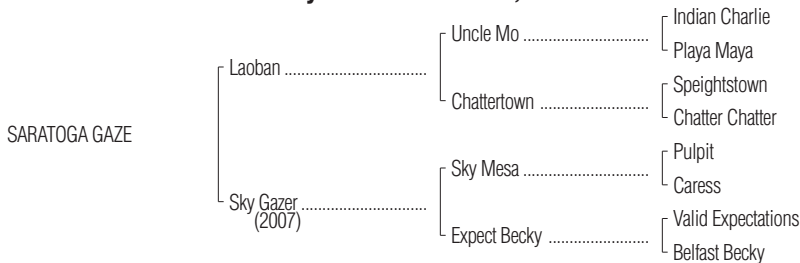 Indian Charlie
Uncle Mo
Playa Maya
Laoban
Speightstown
Chattertown
Chatter Chatter
SARATOGA GAZE
Pulpit
Sky Mesa
Caress
Sky Gazer
(2007)
Valid Expectations
Expect Becky
Belfast Becky